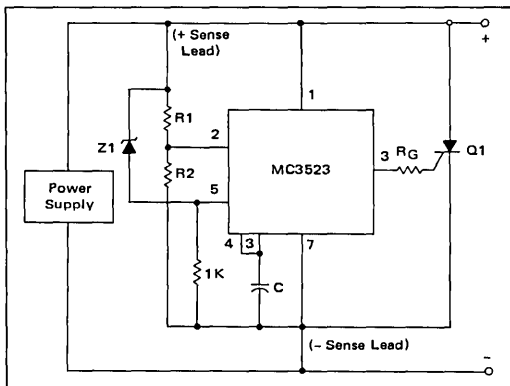 (+ Sense
Lead)
+
1
R1
Z1
2
3
RG
Q1
MC3523
R2
Power
Supply
5
4
3
7
1K
C
(- Sense Lead)
-